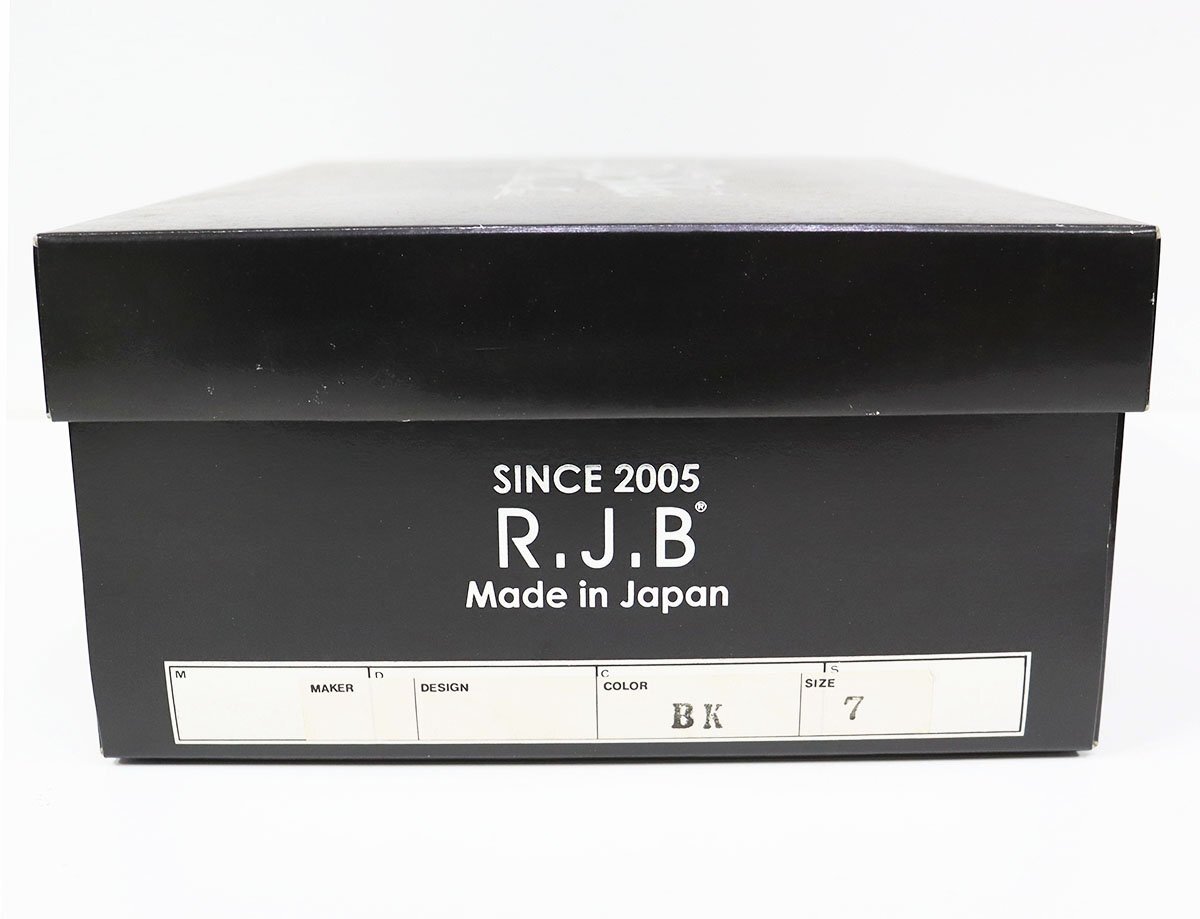 SINCE 2005
R.J.B®
Made in Japan
M D C S
MAKER DESIGN COLOR SIZE
BK 7